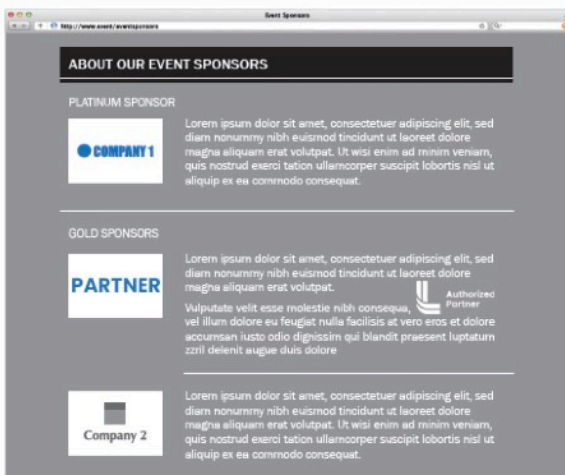 Event Sponsors
http://www.event/eventsponsors
ABOUT OUR EVENT SPONSORS
PLATINUM SPONSOR
COMPANY 1
Lorem ipsum dolor sit amet, consectetuer adipiscing elit, sed
diam nonummy nibh euismod tincidunt ut laoreet dolore
magna aliquam erat volutpat. Ut wisi enim ad minim veniam,
quis nostrud exerci tation ullamcorper suscipit lobortis nisl ut
aliquip ex ea commodo consequat.
GOLD SPONSORS
PARTNER
Lorem ipsum dolor sit amet, consectetuer adipiscing elit, sed
diam nonummy nibh euismod tincidunt ut laoreet dolore
magna aliquam erat volutpat.
Vulputate velit esse molestie nibh consequa,
vel illum dolore eu feugiat nulla facilisis at vero eros et dolore
accumsan iusto odio dignissim qui blandit praesent luptatum
zzril delenit augue duis dolore
Authorized
Partner
Company 2
Lorem ipsum dolor sit amet, consectetuer adipiscing elit, sed
diam nonummy nibh euismod tincidunt ut laoreet dolore
magna aliquam erat volutpat. Ut wisi enim ad minim veniam,
quis nostrud exerci tation ullamcorper suscipit lobortis nisl ut
aliquip ex ea commodo consequat.